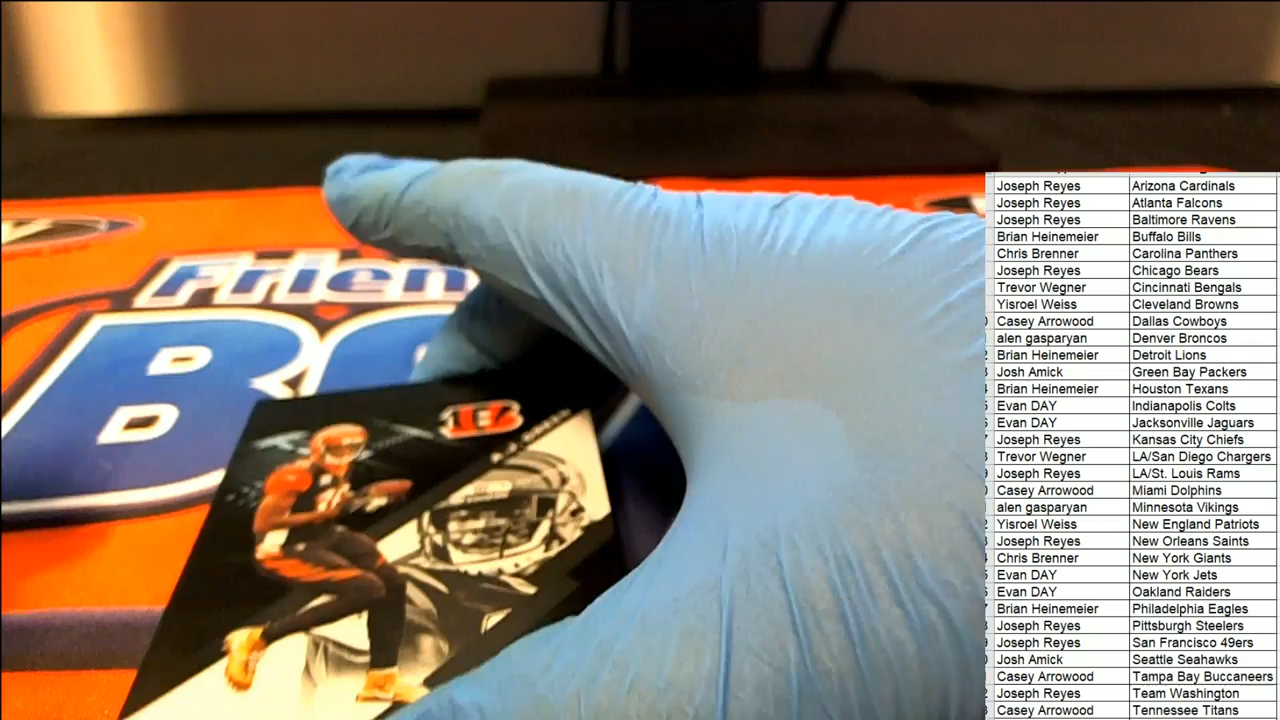 Frien
B
Joseph Reyes Arizona Cardinals
Joseph Reyes Atlanta Falcons
Joseph Reyes Baltimore Ravens
Brian Heinemeier Buffalo Bills
Chris Brenner Carolina Panthers
Joseph Reyes Chicago Bears
Trevor Wegner Cincinnati Bengals
Yisroel Weiss Cleveland Browns
Casey Arrowood Dallas Cowboys
alen gasparyan Denver Broncos
Brian Heinemeier Detroit Lions
Josh Amick Green Bay Packers
Brian Heinemeier Houston Texans
Evan DAY Indianapolis Colts
Evan DAY Jacksonville Jaguars
Joseph Reyes Kansas City Chiefs
Trevor Wegner LA/San Diego Chargers
Joseph Reyes LA/St. Louis Rams
Casey Arrowood Miami Dolphins
alen gasparyan Minnesota Vikings
Yisroel Weiss New England Patriots
Joseph Reyes New Orleans Saints
Chris Brenner New York Giants
Evan DAY New York Jets
Evan DAY Oakland Raiders
Brian Heinemeier Philadelphia Eagles
Joseph Reyes Pittsburgh Steelers
Joseph Reyes San Francisco 49ers
Josh Amick Seattle Seahawks
Casey Arrowood Tampa Bay Buccaneers
Joseph Reyes Team Washington
Casey Arrowood Tennessee Titans